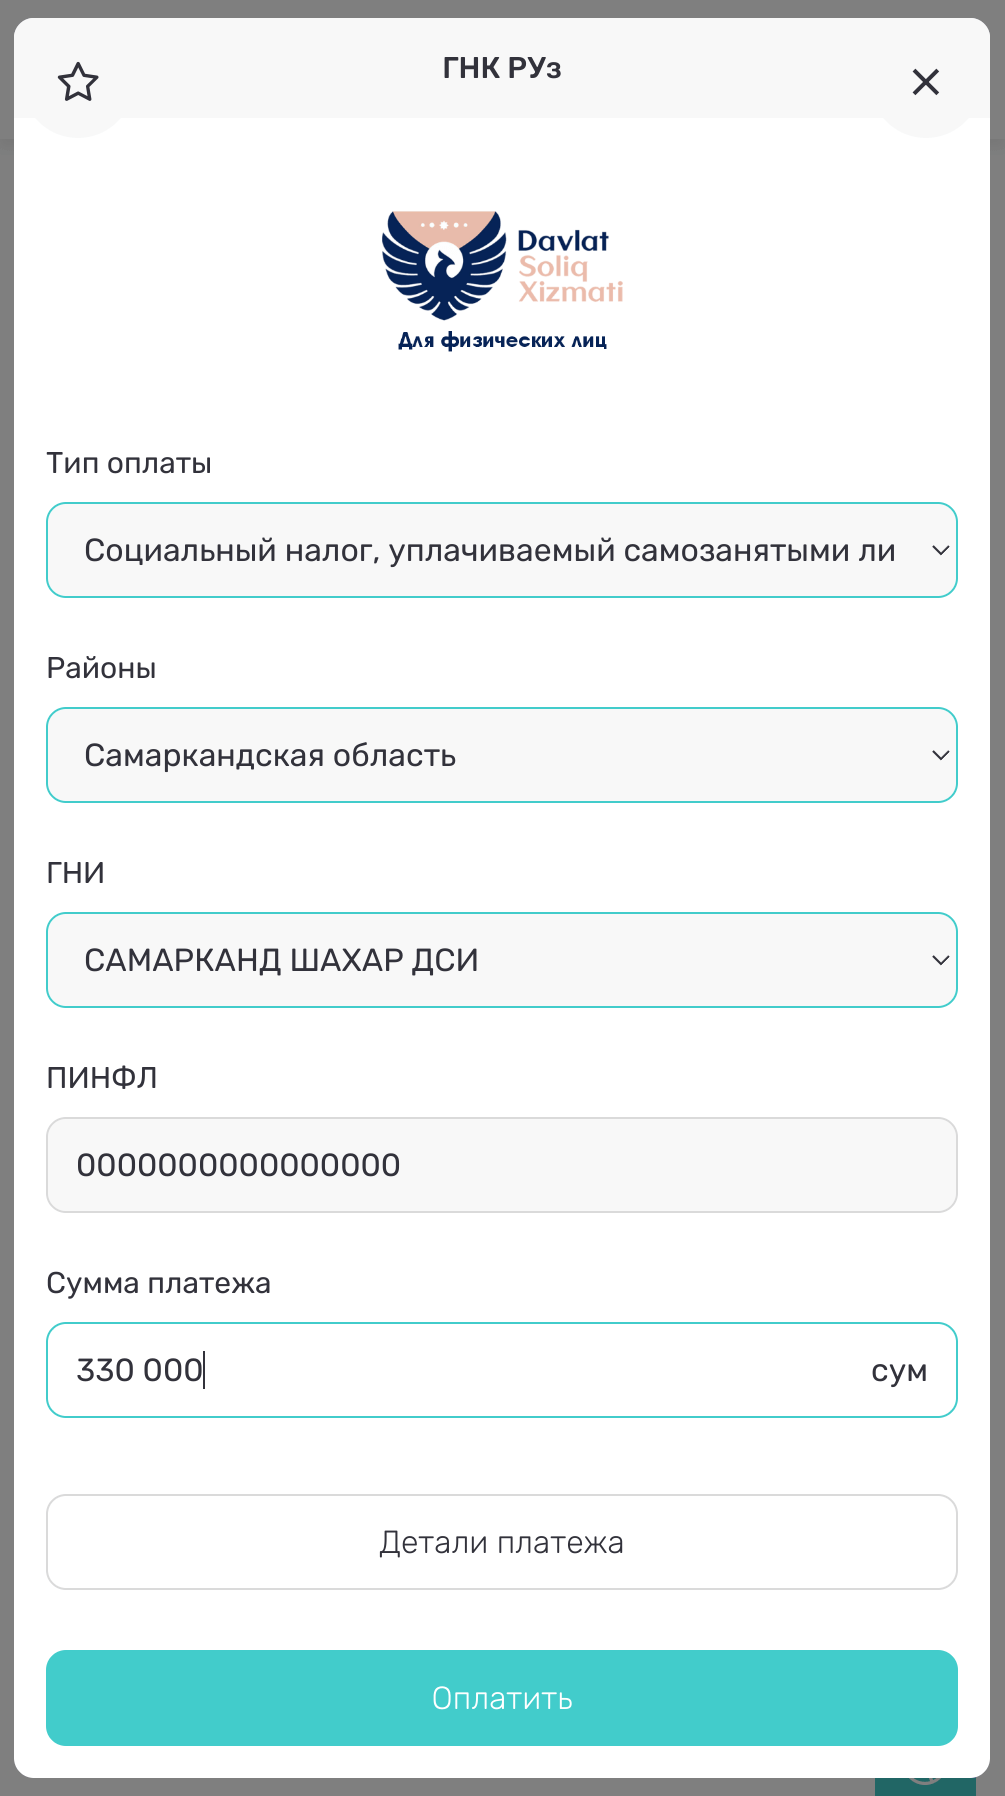 ГНК РУз
Davlat
Soliq
Xizmati
Для физических лиц
Тип оплаты
Социальный налог, уплачиваемый самозанятыми ли
Районы
Самаркандская область
ГНИ
САМАРКАНД ШАХАР ДСИ
ПИНФЛ
0000000000000000
Сумма платежа
330 000 сум
Детали платежа
Оплатить